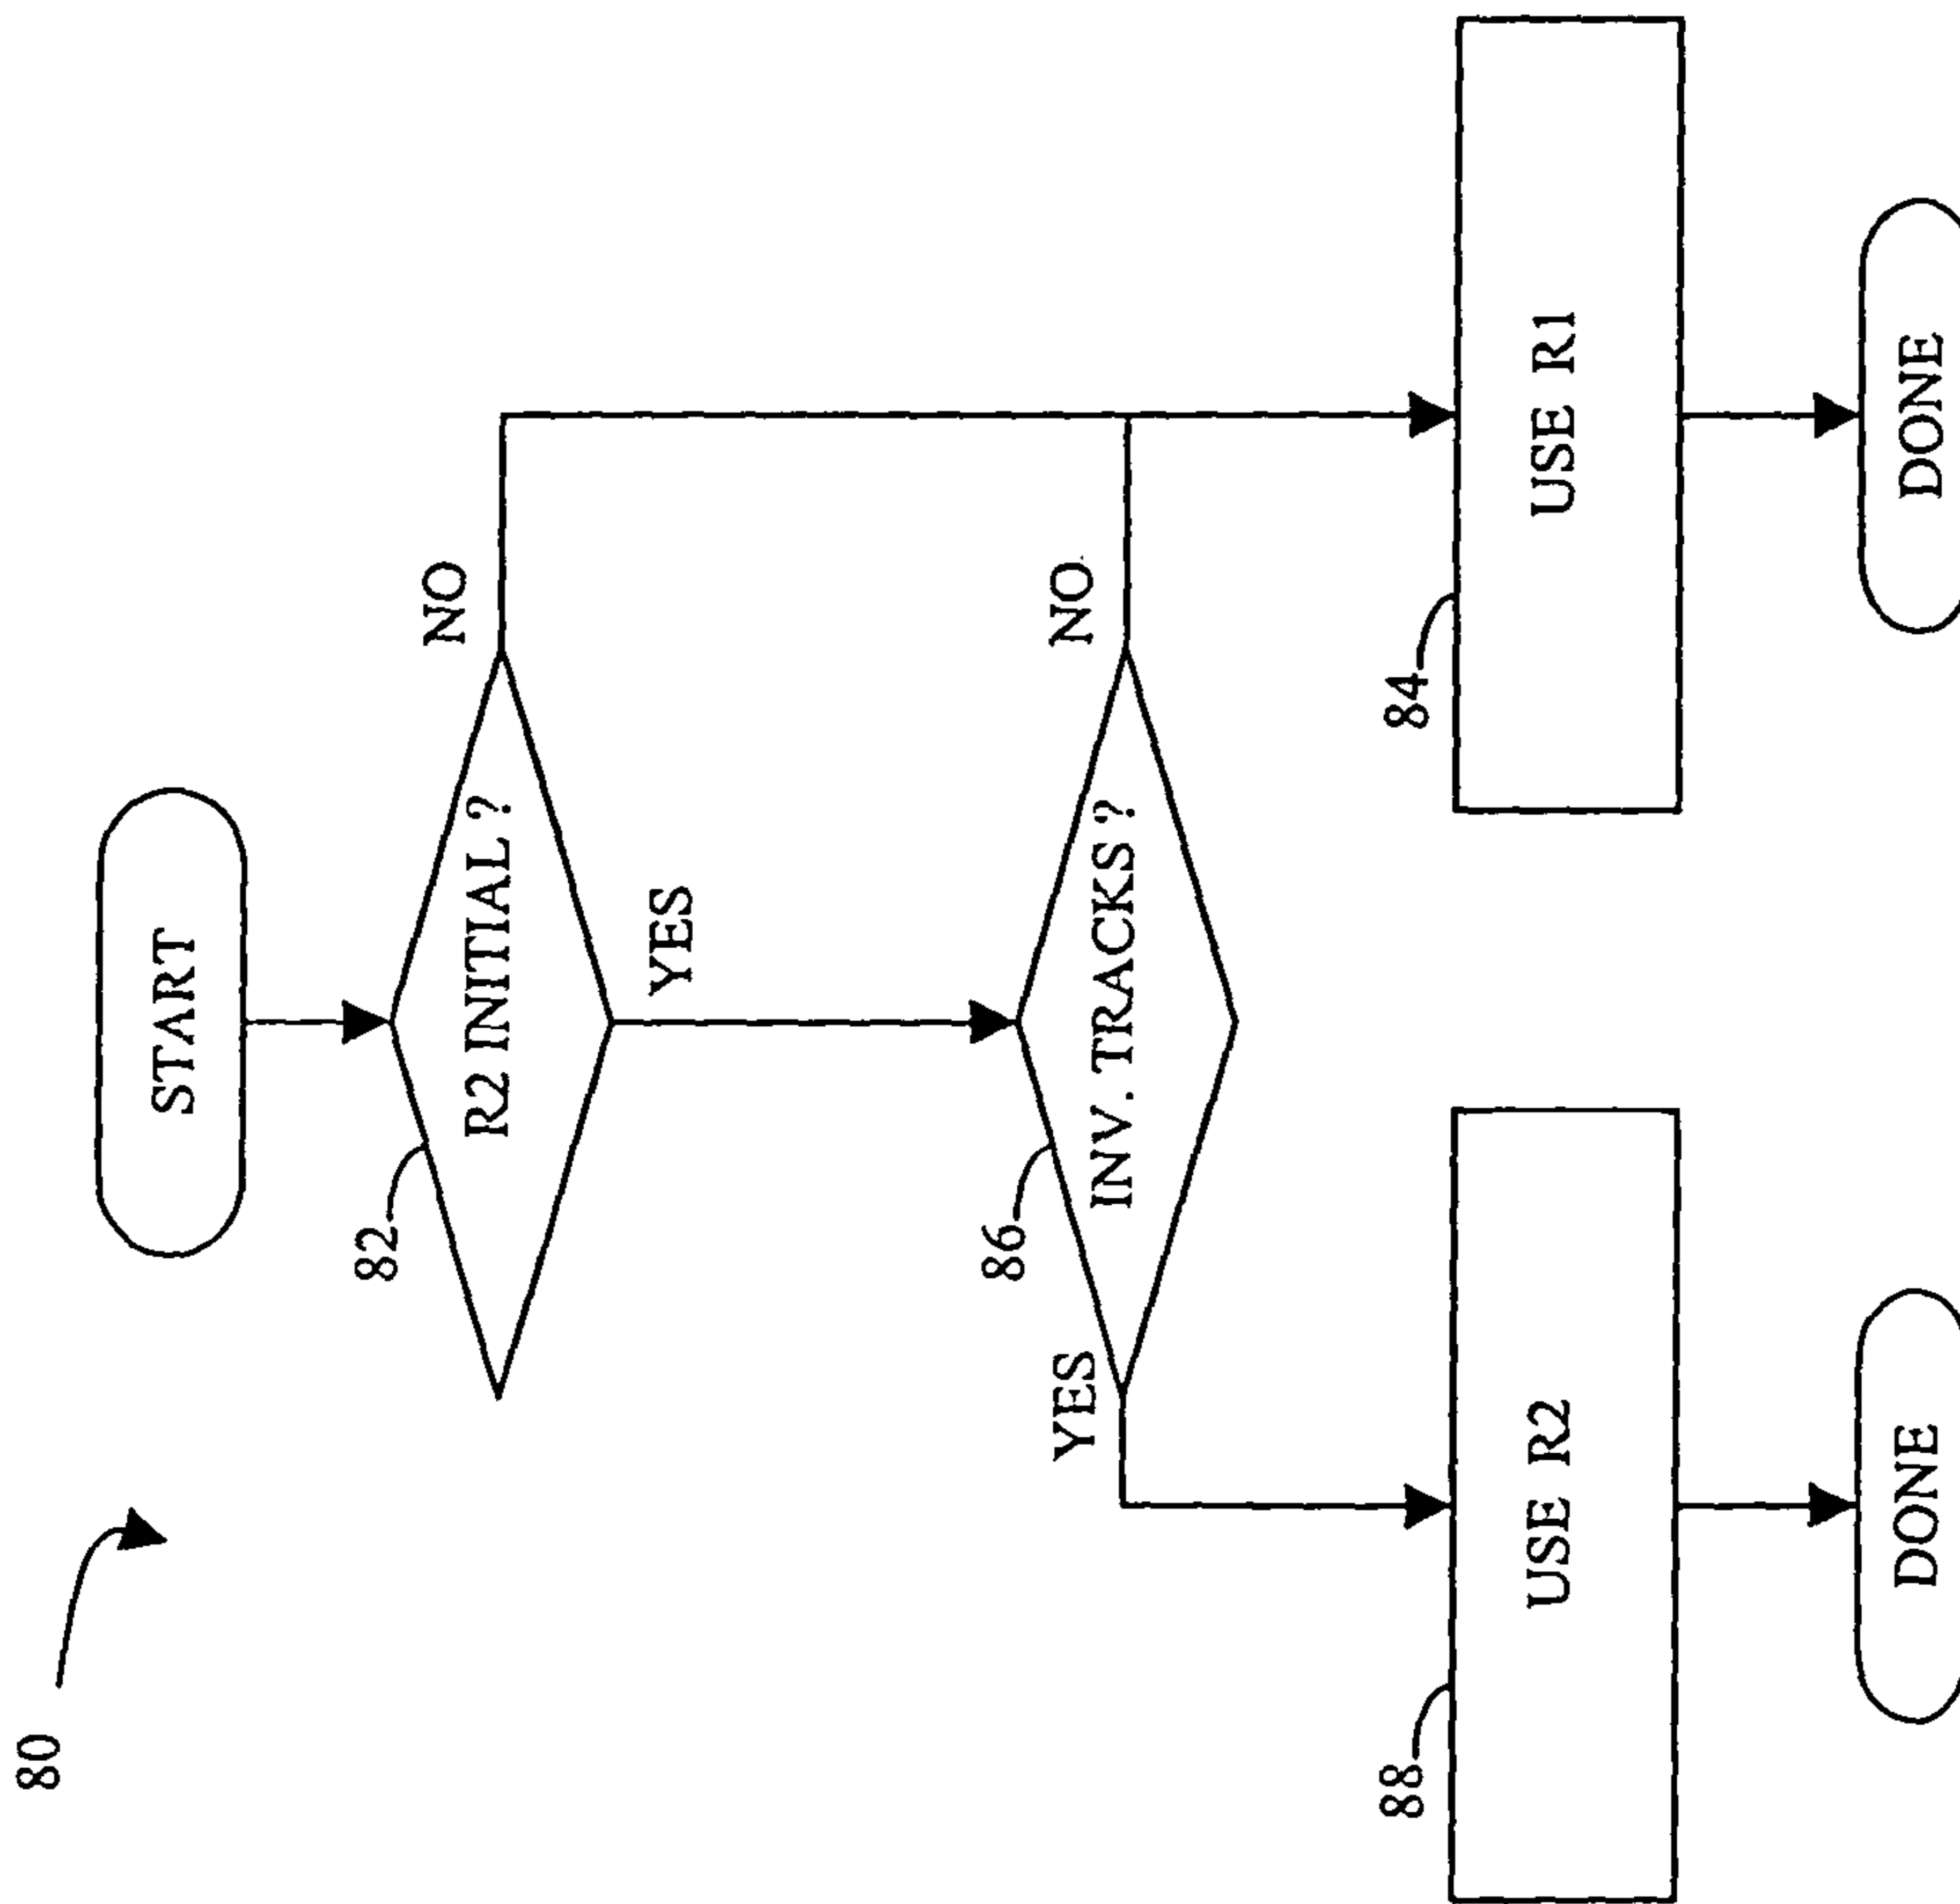 80
START
82
R2 INITIAL ?
NO
YES
86
INV. TRACKS ?
YES
NO
88
USE R2
84
USE R1
DONE
DONE